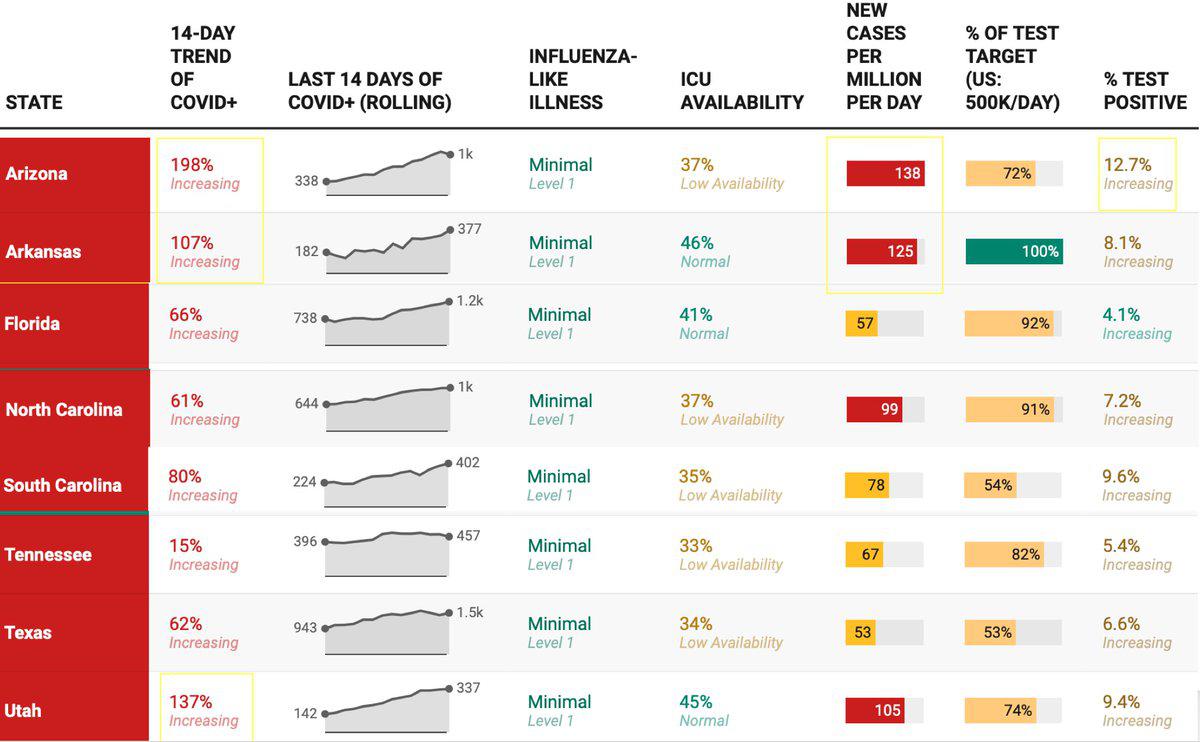 STATE
14-DAY
TREND
OF
COVID+
LAST 14 DAYS OF
COVID+ (ROLLING)
INFLUENZA-
LIKE
ILLNESS
ICU
AVAILABILITY
NEW
CASES
PER
MILLION
PER DAY
% OF TEST
TARGET
(US:
500K/DAY)
% TEST
POSITIVE
Arizona
198%
Increasing
338
1k
Minimal
Level 1
37%
Low Availability
138
72%
12.7%
Increasing
Arkansas
107%
Increasing
182
377
Minimal
Level 1
46%
Normal
125
100%
8.1%
Increasing
Florida
66%
Increasing
738
1.2k
Minimal
Level 1
41%
Normal
57
92%
4.1%
Increasing
North Carolina
61%
Increasing
644
1k
Minimal
Level 1
37%
Low Availability
99
91%
7.2%
Increasing
South Carolina
80%
Increasing
224
402
Minimal
Level 1
35%
Low Availability
78
54%
9.6%
Increasing
Tennessee
15%
Increasing
396
457
Minimal
Level 1
33%
Low Availability
67
82%
5.4%
Increasing
Texas
62%
Increasing
943
1.5k
Minimal
Level 1
34%
Low Availability
53
53%
6.6%
Increasing
Utah
137%
Increasing
142
337
Minimal
Level 1
45%
Normal
105
74%
9.4%
Increasing